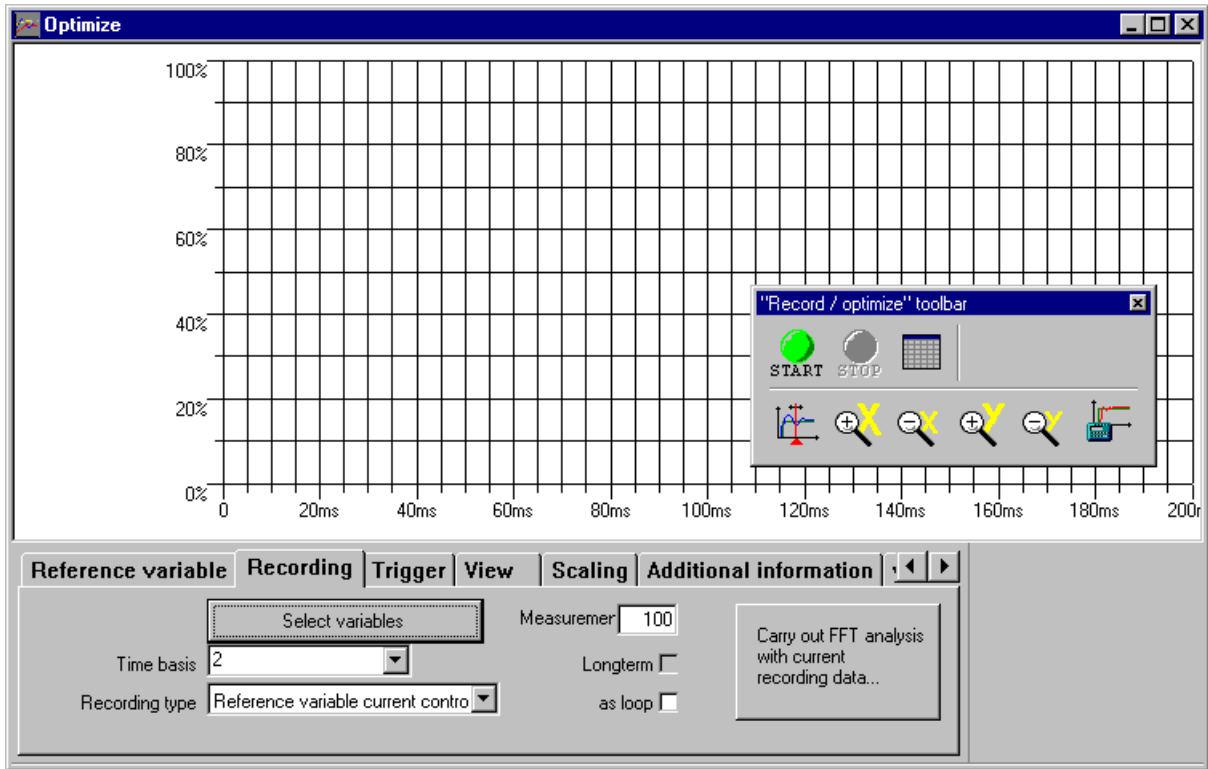 Optimize
100%
80%
60%
40%
20%
0%
0 20ms 40ms 60ms 80ms 100ms 120ms 140ms 160ms 180ms 200r
"Record / optimize" toolbar
START STOP
X X Y Y
Reference variable Recording Trigger View Scaling Additional information
Select variables
Measuremer 100
Time basis 2
Longterm
Recording type Reference variable current contro
as loop
Carry out FFT analysis
with current
recording data...